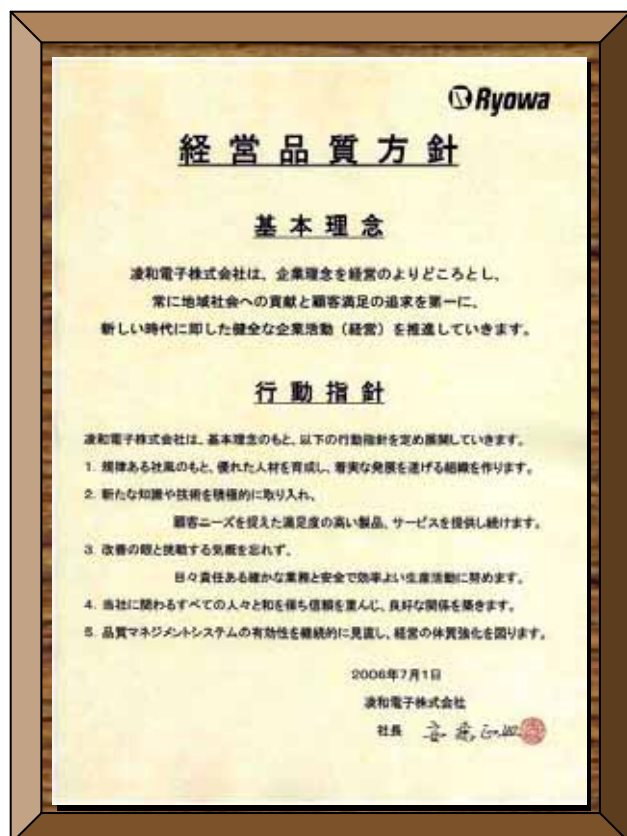 Ryowa
経営品質方針
基本理念
凌和電子株式会社は、企業理念を経営のよりどころとし、
常に地域社会への貢献と顧客満足の追求を第一に、
新しい時代に即した健全な企業活動（経営）を推進していきます。
行動指針
凌和電子株式会社は、基本理念のもと、以下の行動指針を定め展開していきます。
1. 規律ある社風のもと、優れた人材を育成し、着実な発展を遂げる組織を作ります。
2. 新たな知識や技術を積極的に取り入れ、
顧客ニーズを捉えた満足度の高い製品、サービスを提供し続けます。
3. 改善の眼と挑戦する気概を忘れず、
日々責任ある確かな業務と安全で効率よい生産活動に努めます。
4. 当社に関わるすべての人々と和を保ち信頼を重んじ、良好な関係を築きます。
5. 品質マネジメントシステムの有効性を継続的に見直し、経営の体質強化を図ります。
2006年7月1日
凌和電子株式会社
社長